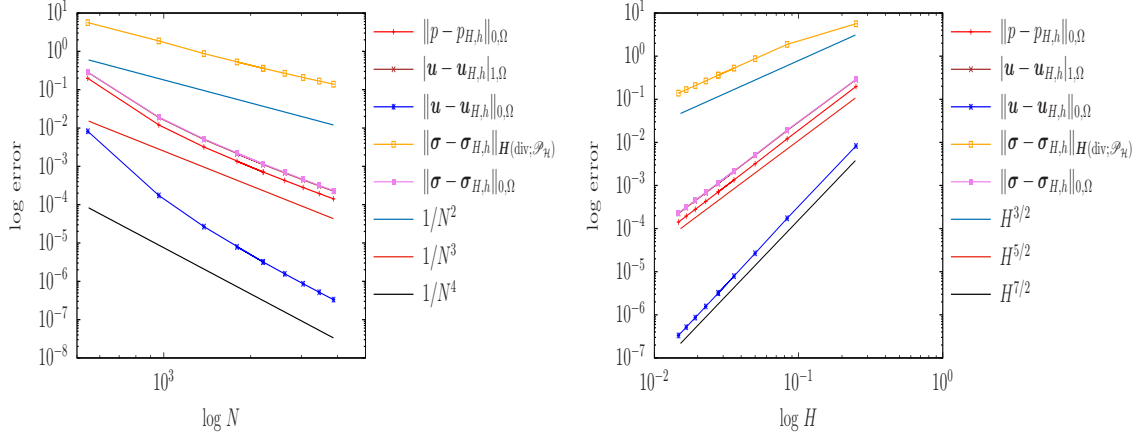 10^1
10^0
10^-1
10^-2
10^-3
10^-4
10^-5
10^-6
10^-7
10^-8
log error
10^3
log N
‖p − p_{H,h}‖_{0,Ω}
|u − u_{H,h}|_{1,Ω}
‖u − u_{H,h}‖_{0,Ω}
‖σ − σ_{H,h}‖_{H(div;𝒫_ℋ)}
‖σ − σ_{H,h}‖_{0,Ω}
1/N^2
1/N^3
1/N^4
10^1
10^0
10^-1
10^-2
10^-3
10^-4
10^-5
10^-6
10^-7
log error
10^-2
10^-1
10^0
log H
‖p − p_{H,h}‖_{0,Ω}
|u − u_{H,h}|_{1,Ω}
‖u − u_{H,h}‖_{0,Ω}
‖σ − σ_{H,h}‖_{H(div;𝒫_ℋ)}
‖σ − σ_{H,h}‖_{0,Ω}
H^{3/2}
H^{5/2}
H^{7/2}